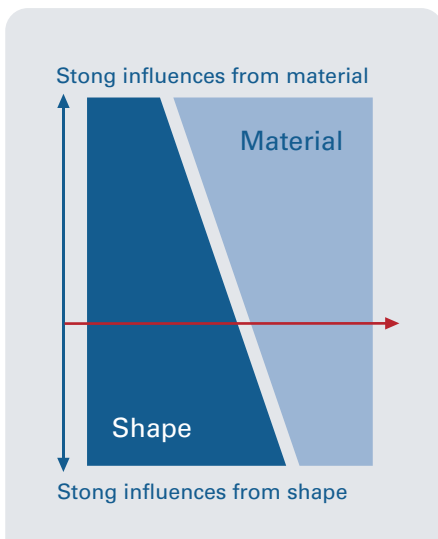 Stong influences from material
Material
Shape
Stong influences from shape